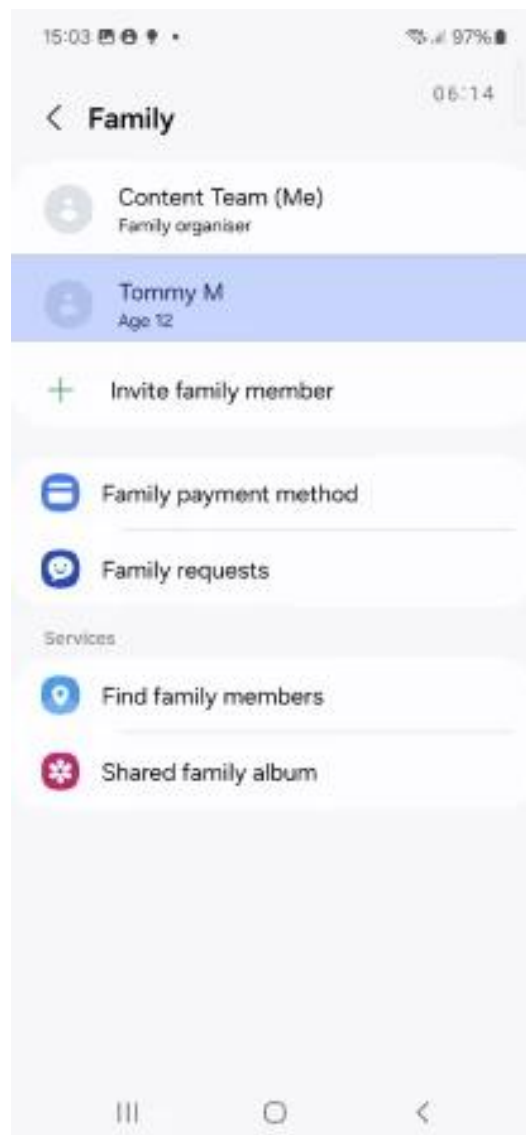 15:03 97%
06:14
Family
Content Team (Me)
Family organiser
Tommy M
Age 12
Invite family member
Family payment method
Family requests
Services
Find family members
Shared family album